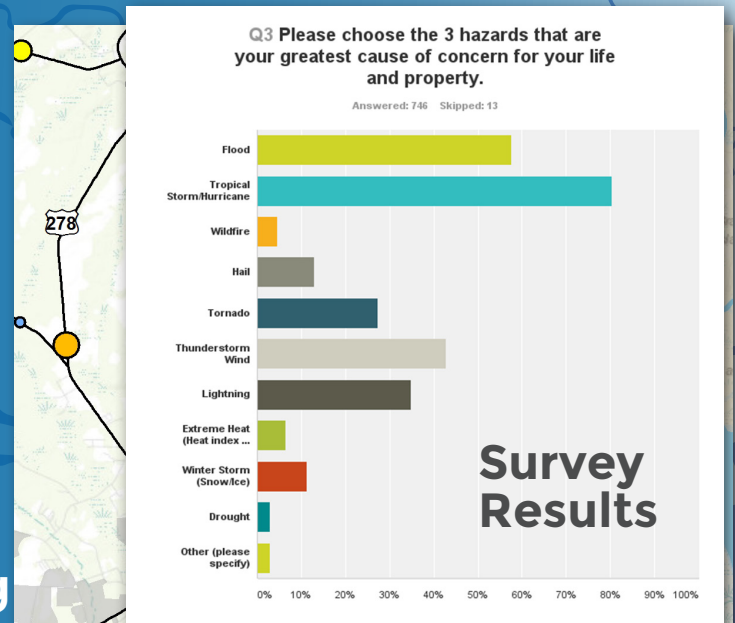 Q3 Please choose the 3 hazards that are
your greatest cause of concern for your life
and property.
Answered: 746 Skipped: 13
Flood
Tropical
Storm/Hurricane
Wildfire
Hail
Tornado
Thunderstorm
Wind
Lightning
Extreme Heat
(Heat index ...
Winter Storm
(Snow/Ice)
Drought
Other (please
specify)
0% 10% 20% 30% 40% 50% 60% 70% 80% 90% 100%
Survey
Results
278
g